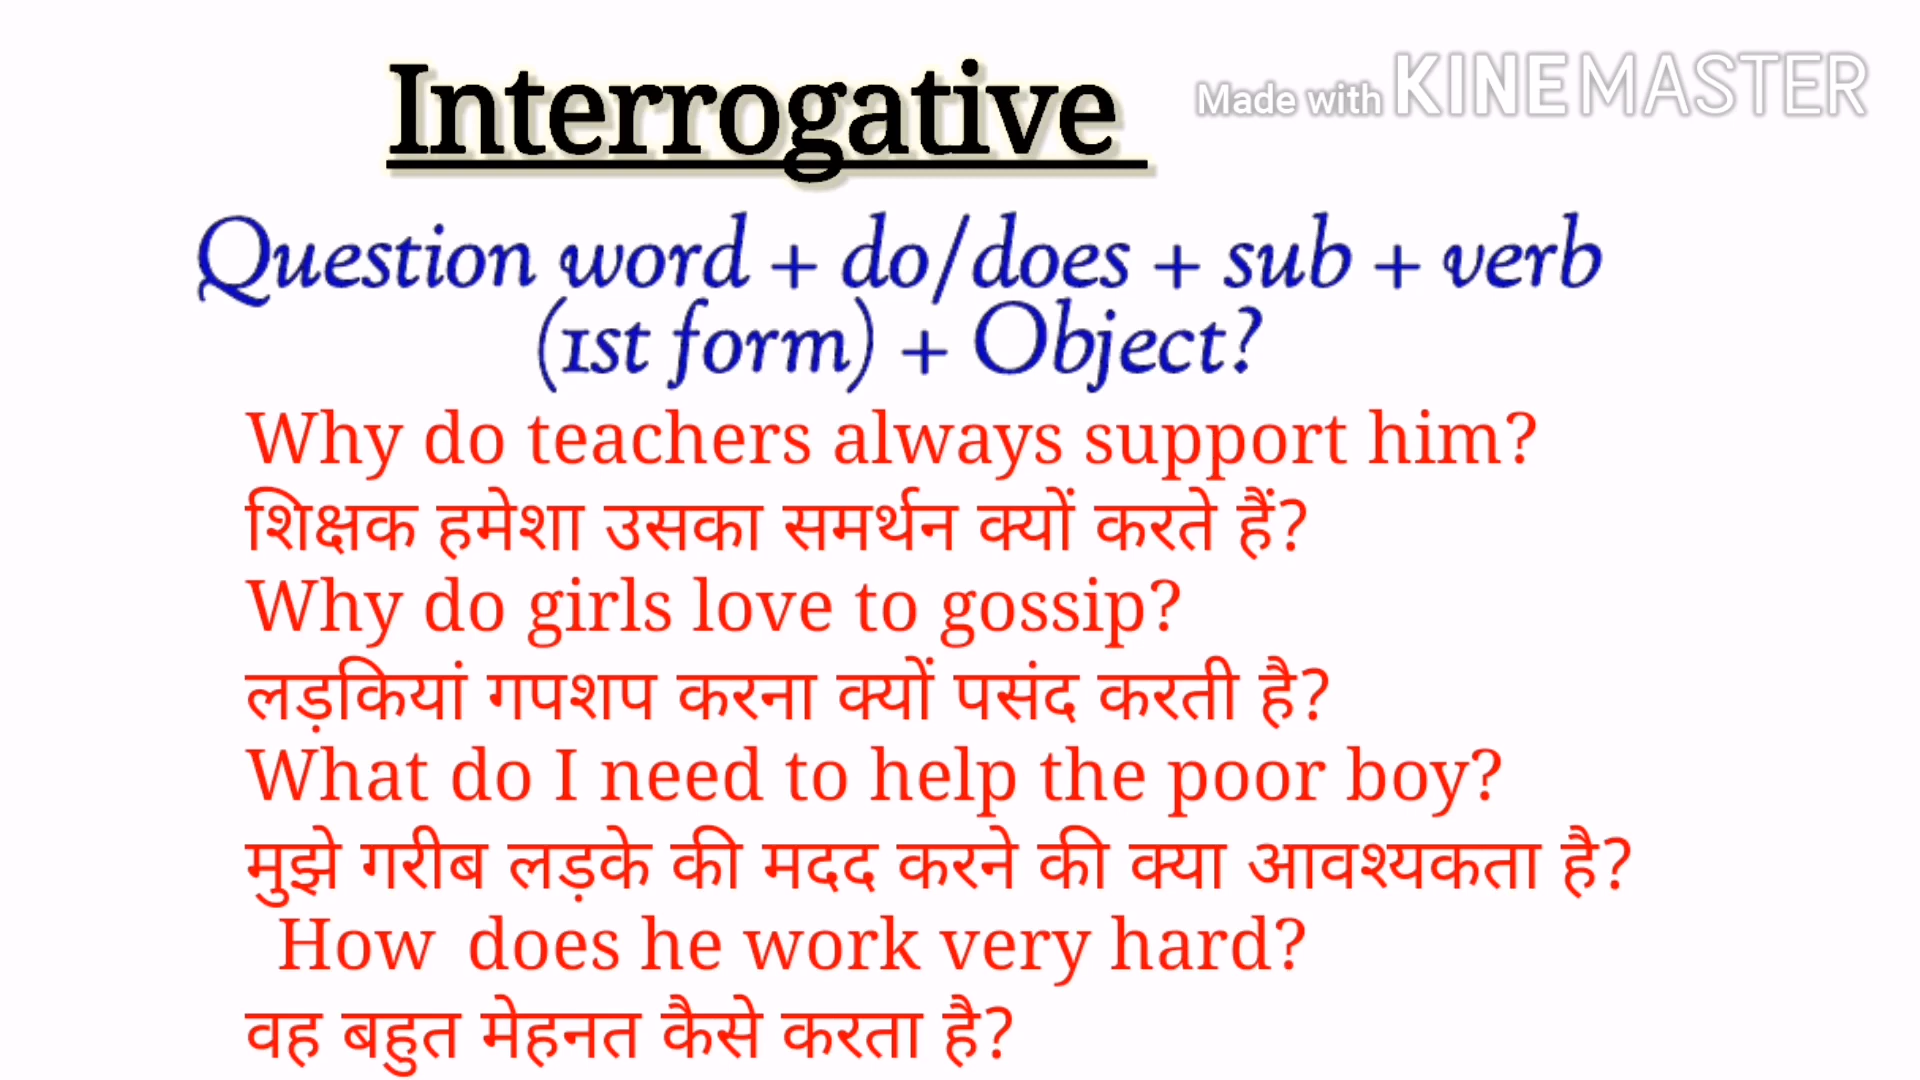 Interrogative
Made with KINEMASTER
Question word + do/does + sub + verb
(1st form) + Object?
Why do teachers always support him?
शिक्षक हमेशा उसका समर्थन क्यों करते हैं?
Why do girls love to gossip?
लड़कियां गपशप करना क्यों पसंद करती है?
What do I need to help the poor boy?
मुझे गरीब लड़के की मदद करने की क्या आवश्यकता है?
How does he work very hard?
वह बहुत मेहनत कैसे करता है?